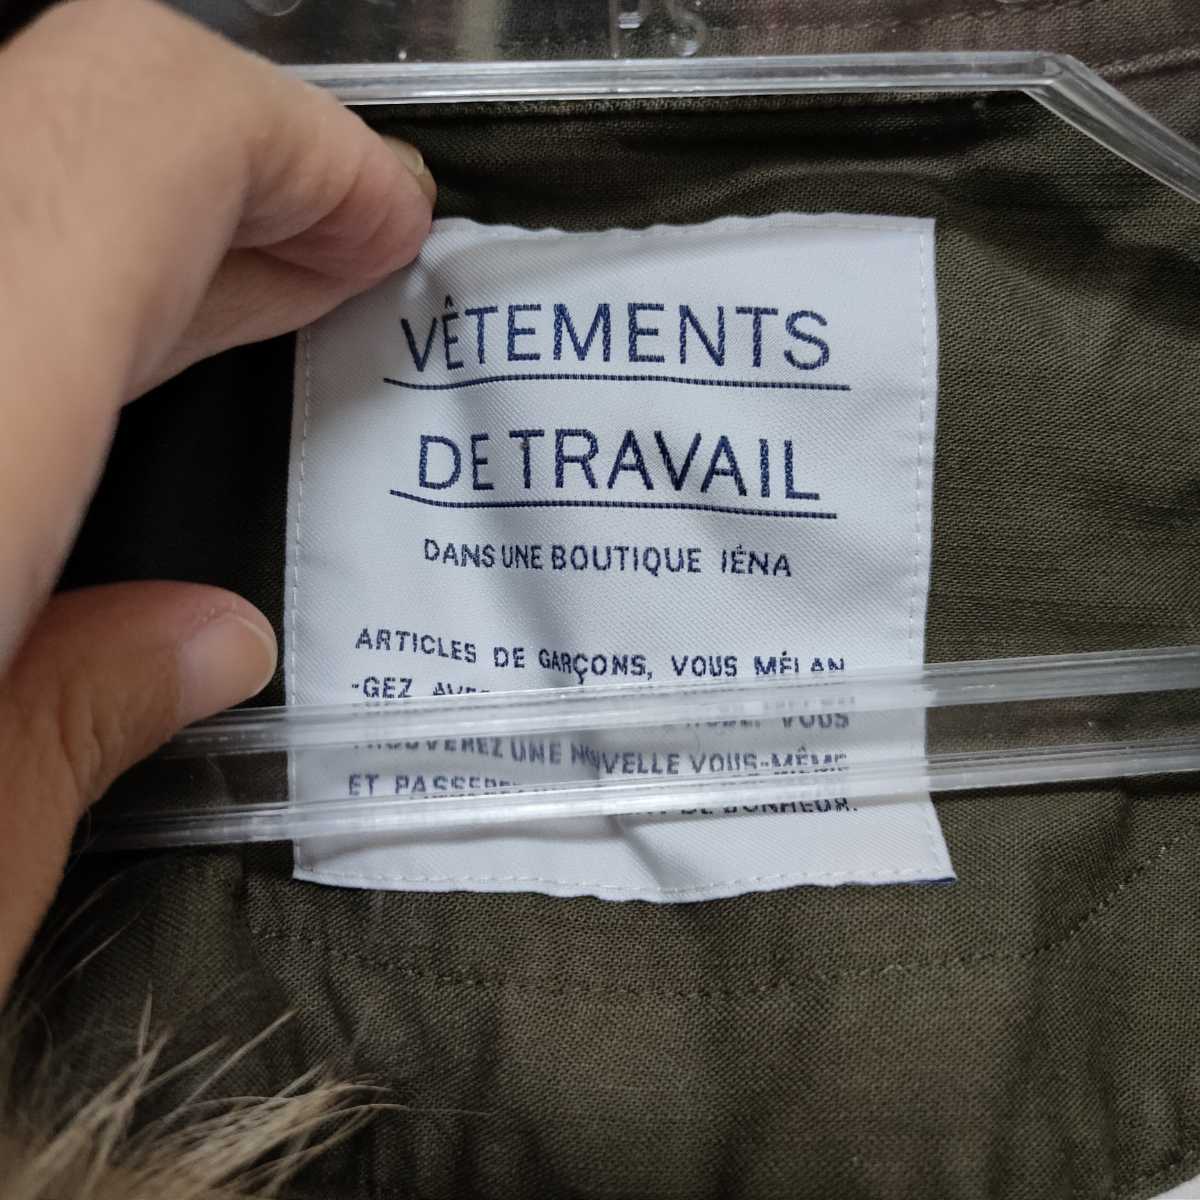 VÊTEMENTS
DE TRAVAIL
DANS UNE BOUTIQUE IÉNA
ARTICLES DE GARÇONS, VOUS MÉLAN
-GEZ
VOUS
TROUVEREZ UNE NOUVELLE VOUS-MÊME
ET DE BONHEUR.